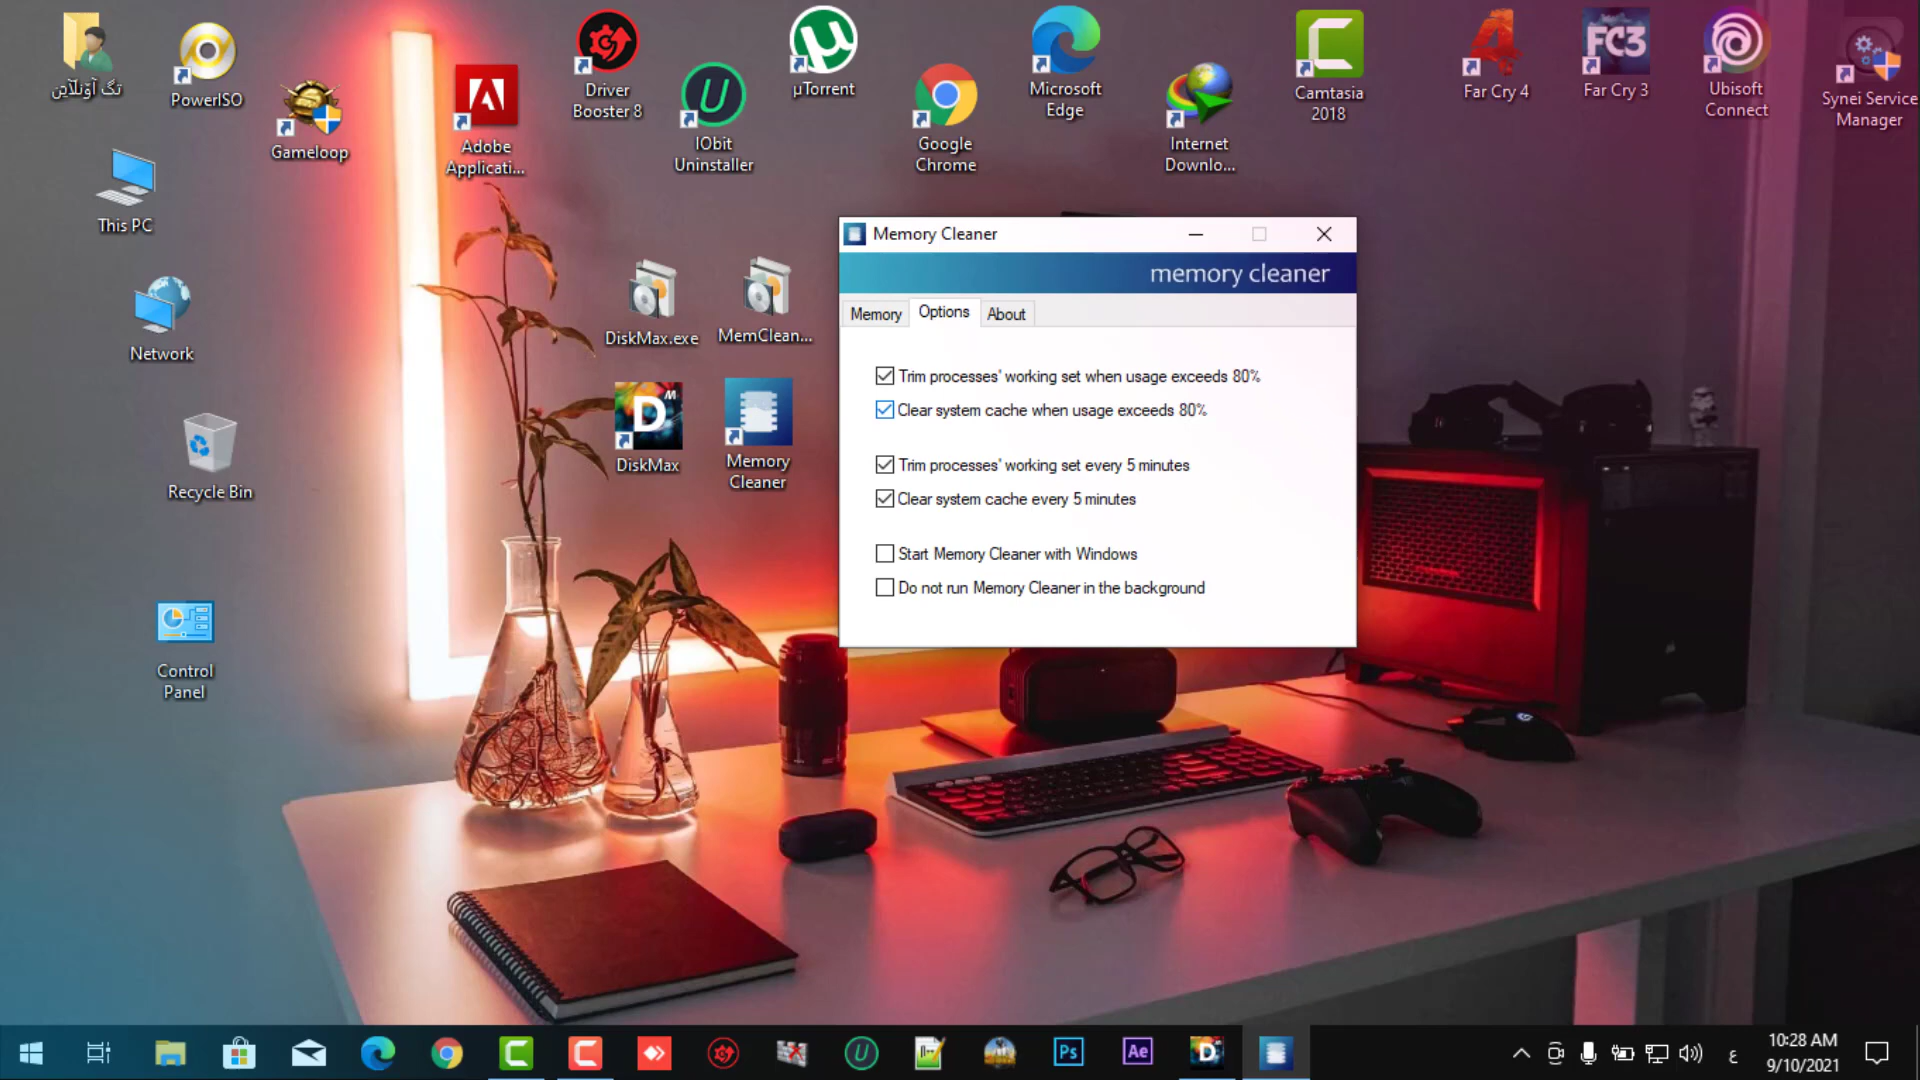 تگ آؤنلآئن
PowerISO
Gameloop
Adobe
Applicati...
Driver
Booster 8
IObit
Uninstaller
µTorrent
Google
Chrome
Microsoft
Edge
Internet
Downlo...
Camtasia
2018
Far Cry 4
FC3
Far Cry 3
Ubisoft
Connect
Synei Service
Manager
This PC
Network
Recycle Bin
Control
Panel
DiskMax.exe
MemClean...
DiskMax
Memory
Cleaner
Memory Cleaner
memory cleaner
Memory
Options
About
Trim processes' working set when usage exceeds 80%
Clear system cache when usage exceeds 80%
Trim processes' working set every 5 minutes
Clear system cache every 5 minutes
Start Memory Cleaner with Windows
Do not run Memory Cleaner in the background
Ps
Ae
D
ع
10:28 AM
9/10/2021